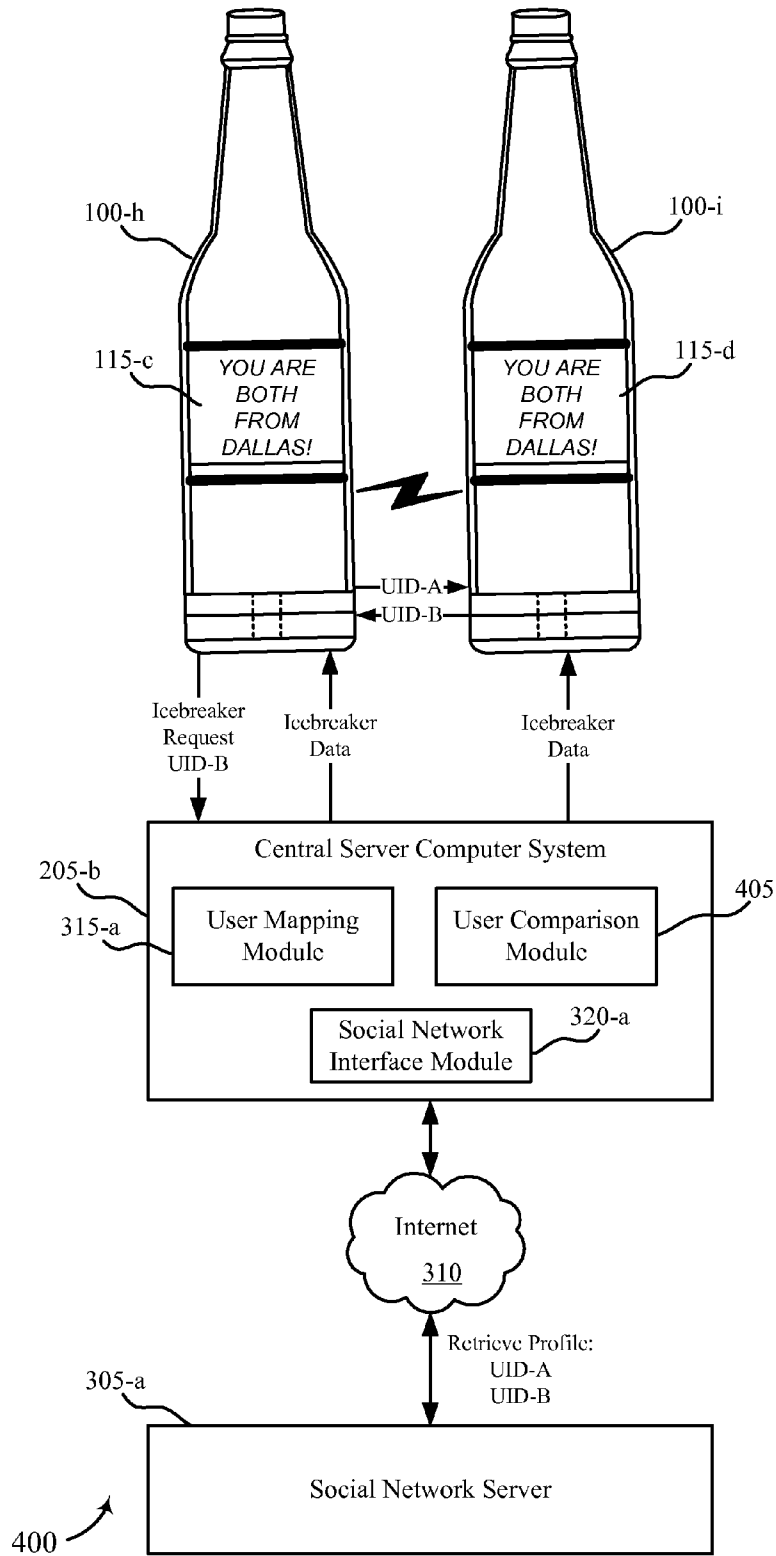 100-h
100-i
115-c
115-d
YOU ARE
BOTH
FROM
DALLAS!
YOU ARE
BOTH
FROM
DALLAS!
UID-A
UID-B
Icebreaker
Request
UID-B
Icebreaker
Data
Icebreaker
Data
Central Server Computer System
205-b
315-a
User Mapping
Module
User Comparison
Module
405
Social Network
Interface Module
320-a
Internet
310
Retrieve Profile:
UID-A
UID-B
305-a
Social Network Server
400